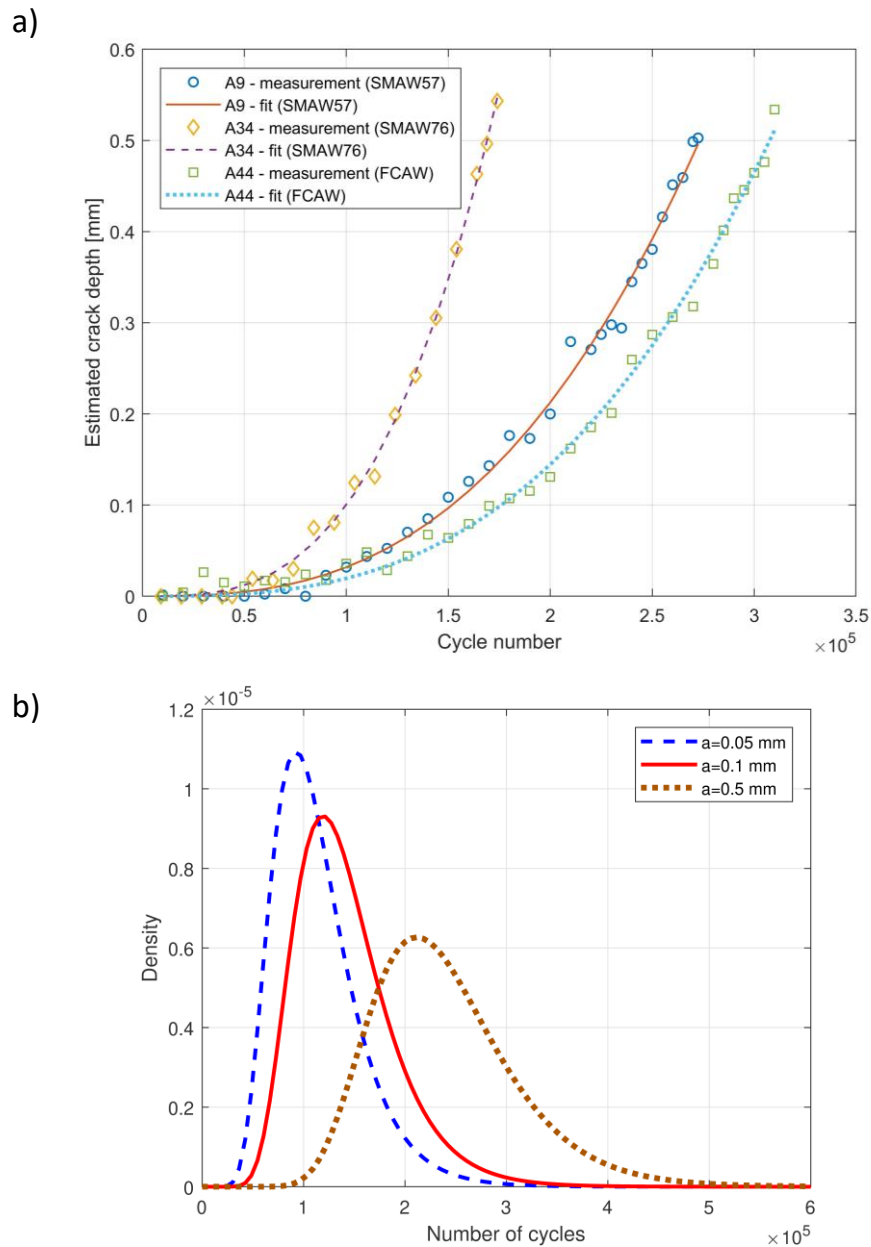 a)
0.6
0.5
0.4
0.3
0.2
0.1
0
Estimated crack depth [mm]
A9 - measurement (SMAW57)
A9 - fit (SMAW57)
A34 - measurement (SMAW76)
A34 - fit (SMAW76)
A44 - measurement (FCAW)
A44 - fit (FCAW)
0 0.5 1 1.5 2 2.5 3 3.5
Cycle number
×10⁵
b)
×10⁻⁵
1.2
1
0.8
0.6
0.4
0.2
0
Density
a=0.05 mm
a=0.1 mm
a=0.5 mm
0 1 2 3 4 5 6
Number of cycles
×10⁵